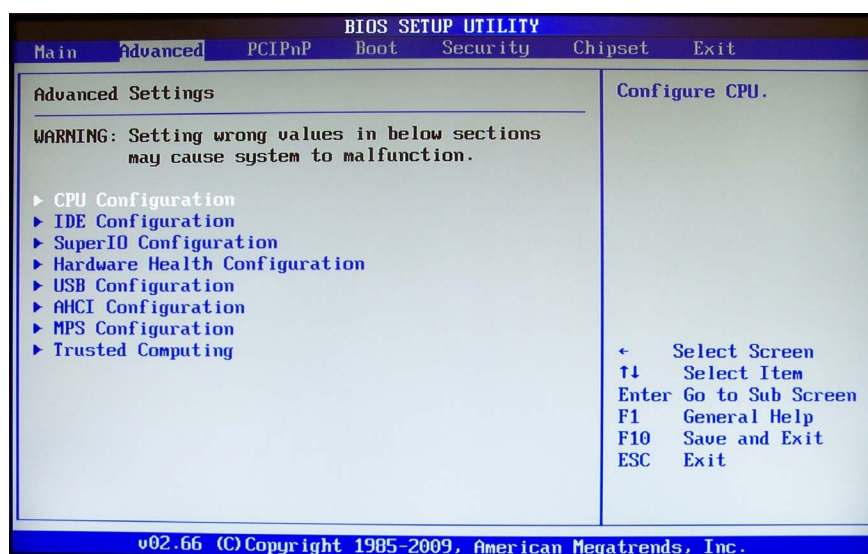 BIOS SETUP UTILITY
Main Advanced PCIPnP Boot Security Chipset Exit
Advanced Settings
WARNING: Setting wrong values in below sections
may cause system to malfunction.
▶ CPU Configuration
▶ IDE Configuration
▶ SuperIO Configuration
▶ Hardware Health Configuration
▶ USB Configuration
▶ AHCI Configuration
▶ MPS Configuration
▶ Trusted Computing
Configure CPU.
← Select Screen
↑↓ Select Item
Enter Go to Sub Screen
F1 General Help
F10 Save and Exit
ESC Exit
v02.66 (C)Copyright 1985-2009, American Megatrends, Inc.